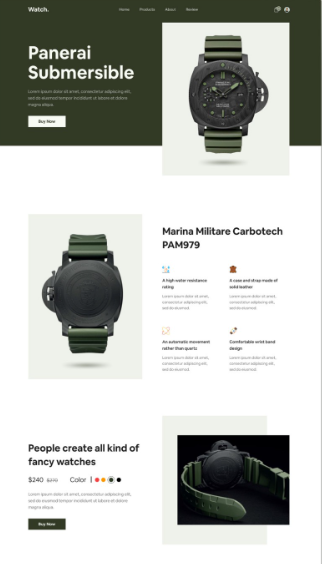 Watch.
Home Products About Review
Panerai
Submersible
Lorem ipsum dolor sit amet, consectetur adipiscing elit,
sed do eiusmod tempor incididunt ut labore et dolore
magna aliqua.
Buy Now
Marina Militare Carbotech
PAM979
A high water resistance
rating
Lorem ipsum dolor sit amet,
consectetur adipiscing elit,
sed do eiusmod
A case and strap made of
solid leather
Lorem ipsum dolor sit amet,
consectetur adipiscing elit,
sed do eiusmod
An automatic movement
rather than quartz
Lorem ipsum dolor sit amet,
consectetur adipiscing elit,
sed do eiusmod
Comfortable wrist band
design
Lorem ipsum dolor sit amet,
consectetur adipiscing elit,
sed do eiusmod
People create all kind of
fancy watches
$240 Color
Lorem ipsum dolor sit amet, consectetur adipiscing elit,
sed do eiusmod tempor incididunt ut labore et dolore
magna aliqua.
Buy Now